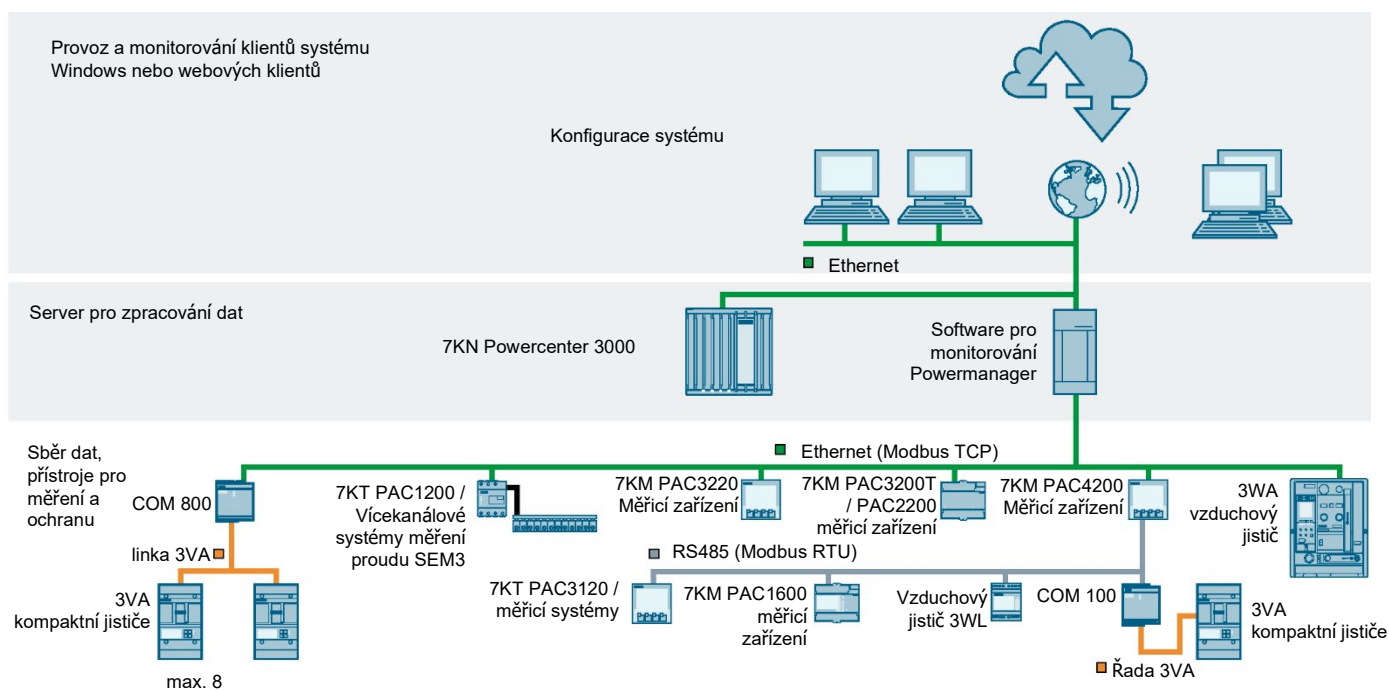 Provoz a monitorování klientů systému
Windows nebo webových klientů
Konfigurace systému
Ethernet
Server pro zpracování dat
7KN Powercenter 3000
Software pro
monitorování
Powermanager
Sběr dat,
přístroje pro
měření a
ochranu
Ethernet (Modbus TCP)
COM 800
7KT PAC1200 /
Vícekanálové
systémy měření
proudu SEM3
7KM PAC3220
Měřicí zařízení
7KM PAC3200T
/ PAC2200
měřicí zařízení
7KM PAC4200
Měřicí zařízení
3WA
vzduchový
jistič
linka 3VA
RS485 (Modbus RTU)
3VA
kompaktní jističe
max. 8
7KT PAC3120 /
měřicí systémy
7KM PAC1600
měřicí
zařízení
Vzduchový
jistič 3WL
COM 100
3VA
kompaktní jističe
Řada 3VA